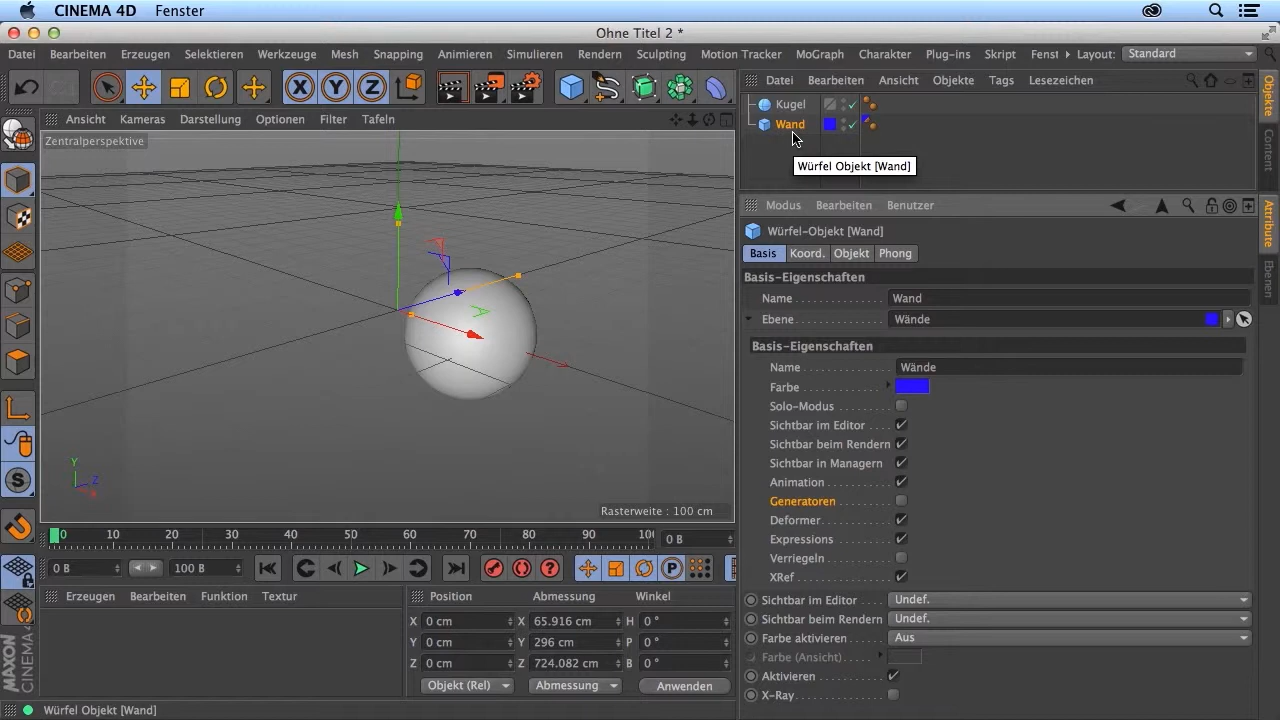 CINEMA 4D Fenster
Ohne Titel 2 *
Datei Bearbeiten Erzeugen Selektieren Werkzeuge Mesh Snapping Animieren Simulieren Rendern Sculpting Motion Tracker MoGraph Charakter Plug-ins Skript Fenst Layout: Standard
X Y Z
Datei Bearbeiten Ansicht Objekte Tags Lesezeichen
Kugel
Wand
Würfel Objekt [Wand]
Objekte
Content
Ansicht Kameras Darstellung Optionen Filter Tafeln
Zentralperspektive
Y
Z
X
Rasterweite : 100 cm
Modus Bearbeiten Benutzer
Würfel-Objekt [Wand]
Basis Koord. Objekt Phong
Basis-Eigenschaften
Name Wand
Ebene Wände
Basis-Eigenschaften
Name Wände
Farbe
Solo-Modus
Sichtbar im Editor
Sichtbar beim Rendern
Sichtbar in Managern
Animation
Generatoren
Deformer
Expressions
Verriegeln
XRef
Sichtbar im Editor Undef.
Sichtbar beim Rendern Undef.
Farbe aktivieren Aus
Farbe (Ansicht)
Aktivieren
X-Ray
Attribute
Ebenen
0 10 20 30 40 50 60 70 80 90 100 0 B
0 B 100 B
P
S
Erzeugen Bearbeiten Funktion Textur
Position Abmessung Winkel
X 0 cm X 65.916 cm H 0 °
Y 0 cm Y 296 cm P 0 °
Z 0 cm Z 724.082 cm B 0 °
Objekt (Rel) Abmessung Anwenden
MAXON CINEMA 4D
Würfel Objekt [Wand]